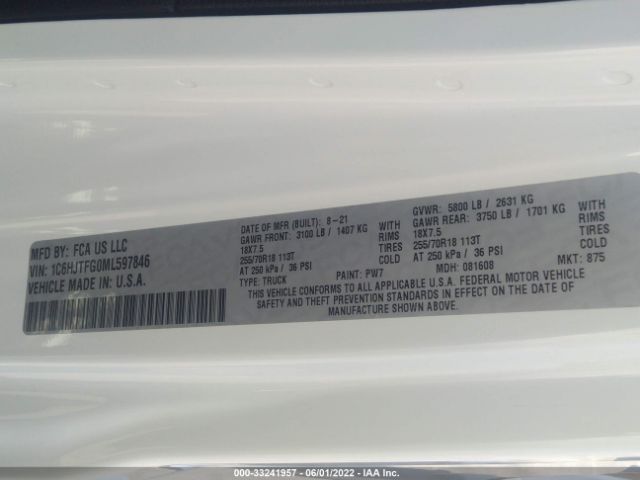 MFD BY: FCA US LLC
VIN: 1C6HJTFG0ML597846
VEHICLE MADE IN: U.S.A.
DATE OF MFR (BUILT): 8-21
GAWR FRONT: 3100 LB / 1407 KG WITH
18X7.5 RIMS
255/70R18 113T TIRES
AT 250 kPa / 36 PSI COLD
TYPE: TRUCK PAINT: PW7
GVWR: 5800 LB / 2631 KG
GAWR REAR: 3750 LB / 1701 KG WITH
18X7.5 RIMS
255/70R18 113T TIRES
AT 250 kPa / 36 PSI COLD
MDH: 081608 MKT: 875
THIS VEHICLE CONFORMS TO ALL APPLICABLE U.S.A. FEDERAL MOTOR VEHICLE
SAFETY AND THEFT PREVENTION STANDARDS IN EFFECT ON THE DATE OF
MANUFACTURE SHOWN ABOVE.
000-33241957 - 06/01/2022 - IAA Inc.